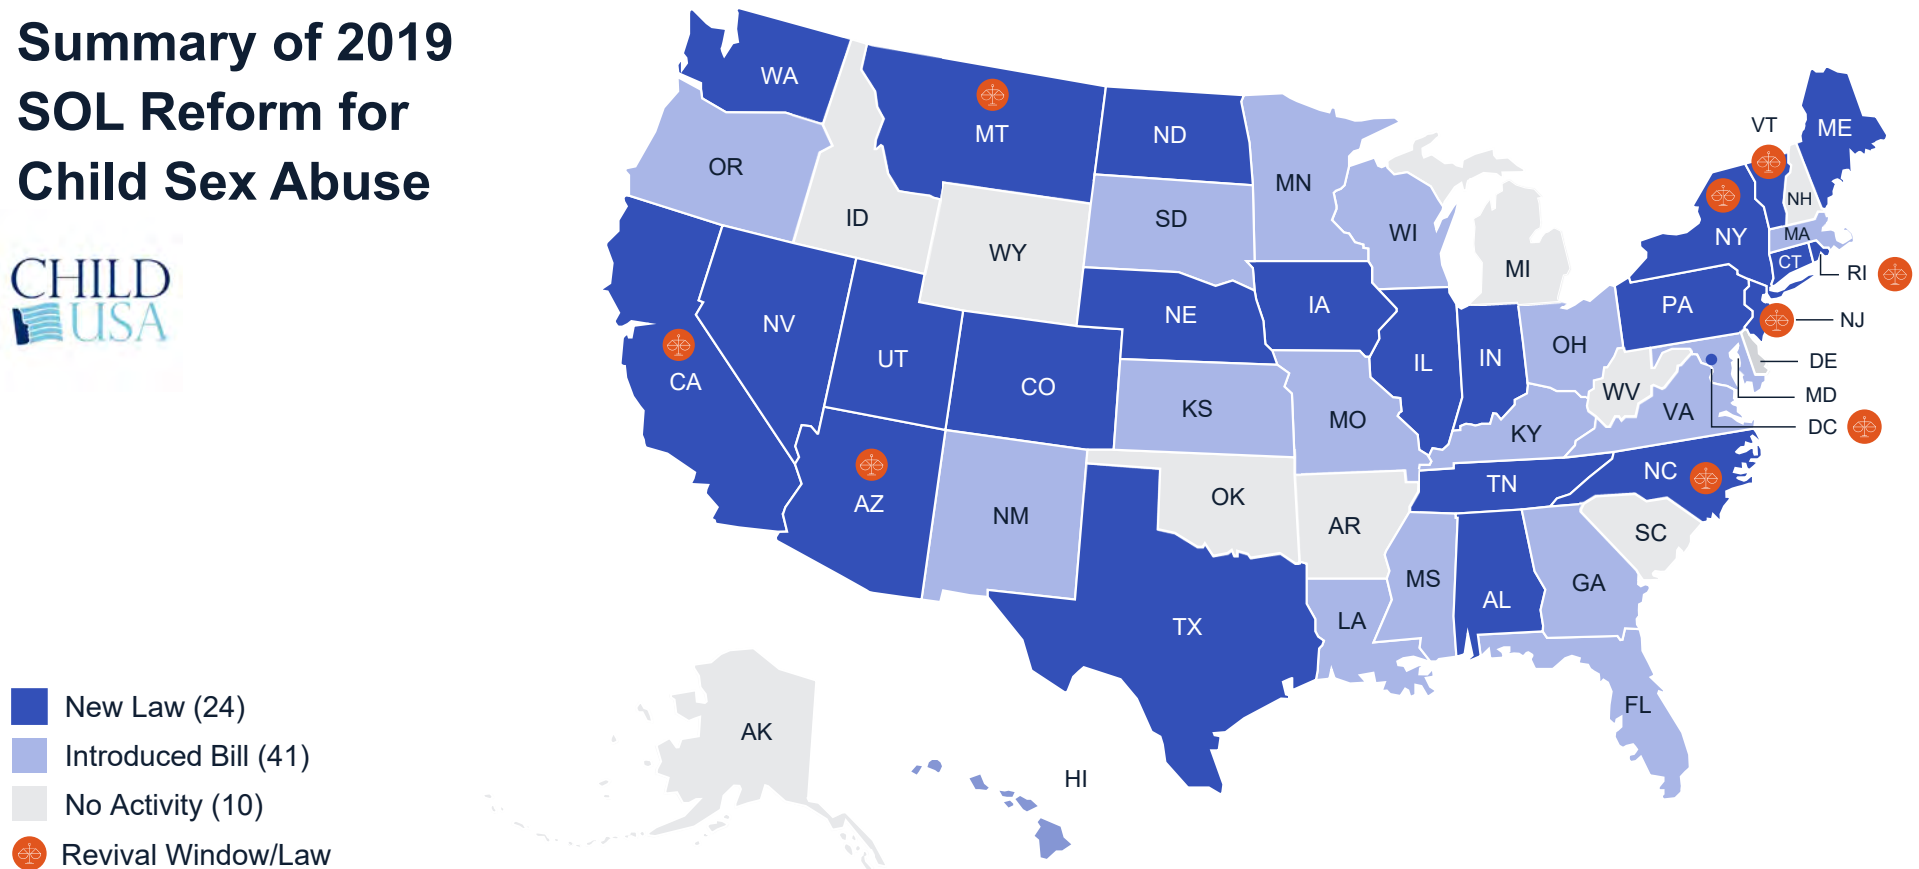 Summary of 2019
SOL Reform for
Child Sex Abuse
CHILD
USA
WA
MT
ND
MN
VT
ME
OR
ID
SD
WI
NH
WY
MI
NY
MA
CT
RI
NV
NE
IA
PA
NJ
UT
CO
IL
IN
OH
DE
CA
KS
MO
WV
MD
KY
VA
DC
AZ
NM
OK
TN
NC
AR
SC
MS
GA
TX
LA
AL
FL
AK
HI
New Law (24)
Introduced Bill (41)
No Activity (10)
Revival Window/Law